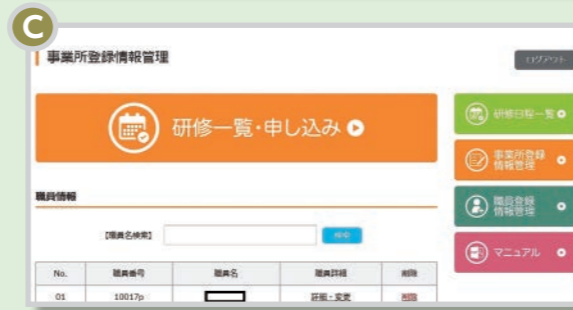 C
事業所登録情報管理
ログアウト
研修一覧・申し込み
研修日程一覧
事業所登録
情報管理
職員登録
情報管理
マニュアル
職員情報
【職員名検索】
検索
No. 職員番号 職員名 職員詳細 削除
01 10017p 詳細・変更 削除